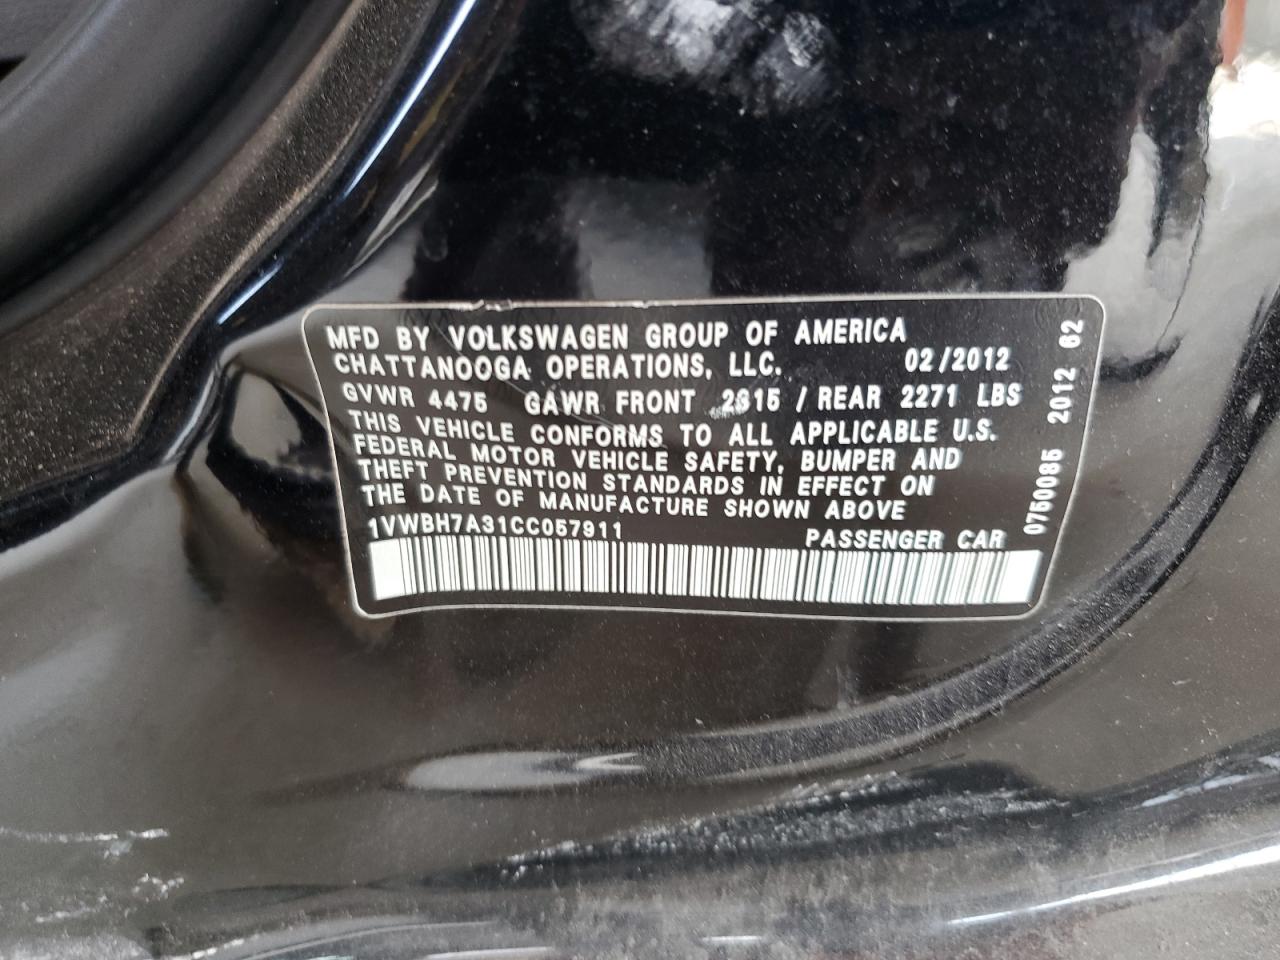 MFD BY VOLKSWAGEN GROUP OF AMERICA
CHATTANOOGA OPERATIONS, LLC. 02/2012
GVWR 4475 GAWR FRONT / REAR 2271 LBS
THIS VEHICLE CONFORMS TO ALL APPLICABLE U.S.
FEDERAL MOTOR VEHICLE SAFETY, BUMPER AND
THEFT PREVENTION STANDARDS IN EFFECT ON
THE DATE OF MANUFACTURE SHOWN ABOVE
1VWBH7A31CC057911 PASSENGER CAR
0750085 2012 62